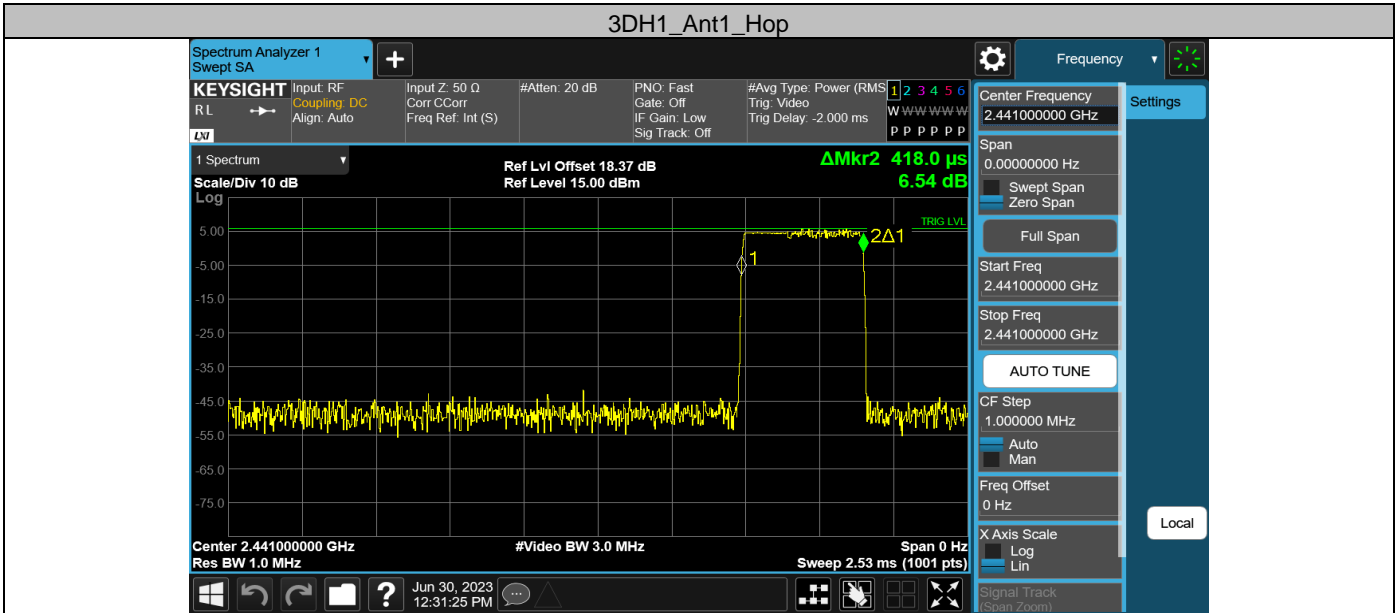 3DH1_Ant1_Hop
Spectrum Analyzer 1
Swept SA
+
Frequency
KEYSIGHT
RL
LXI
Input: RF
Coupling: DC
Align: Auto
Input Z: 50 Ω
Corr CCorr
Freq Ref: Int (S)
#Atten: 20 dB
PNO: Fast
Gate: Off
IF Gain: Low
Sig Track: Off
#Avg Type: Power (RMS
Trig: Video
Trig Delay: -2.000 ms
1 2 3 4 5 6
W W W W W W
P P P P P P
1 Spectrum
Scale/Div 10 dB
Ref Lvl Offset 18.37 dB
Ref Level 15.00 dBm
ΔMkr2 418.0 µs
6.54 dB
Log
TRIG LVL
5.00
2Δ1
1
-5.00
-15.0
-25.0
-35.0
-45.0
-55.0
-65.0
-75.0
Center 2.441000000 GHz
#Video BW 3.0 MHz
Span 0 Hz
Res BW 1.0 MHz
Sweep 2.53 ms (1001 pts)
Center Frequency
2.441000000 GHz
Settings
Span
0.00000000 Hz
Swept Span
Zero Span
Full Span
Start Freq
2.441000000 GHz
Stop Freq
2.441000000 GHz
AUTO TUNE
CF Step
1.000000 MHz
Auto
Man
Freq Offset
0 Hz
X Axis Scale
Log
Lin
Local
Signal Track
(Span Zoom)
?
Jun 30, 2023
12:31:25 PM